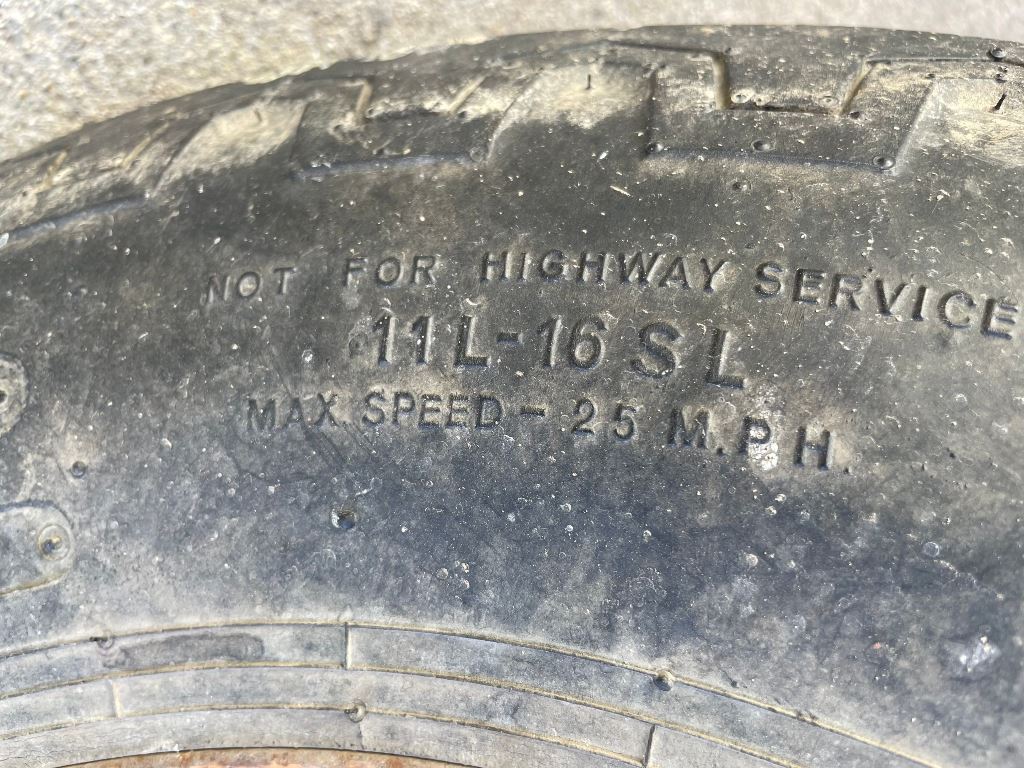 NOT FOR HIGHWAY SERVICE
11L-16 SL
MAX. SPEED - 25 M.P.H.